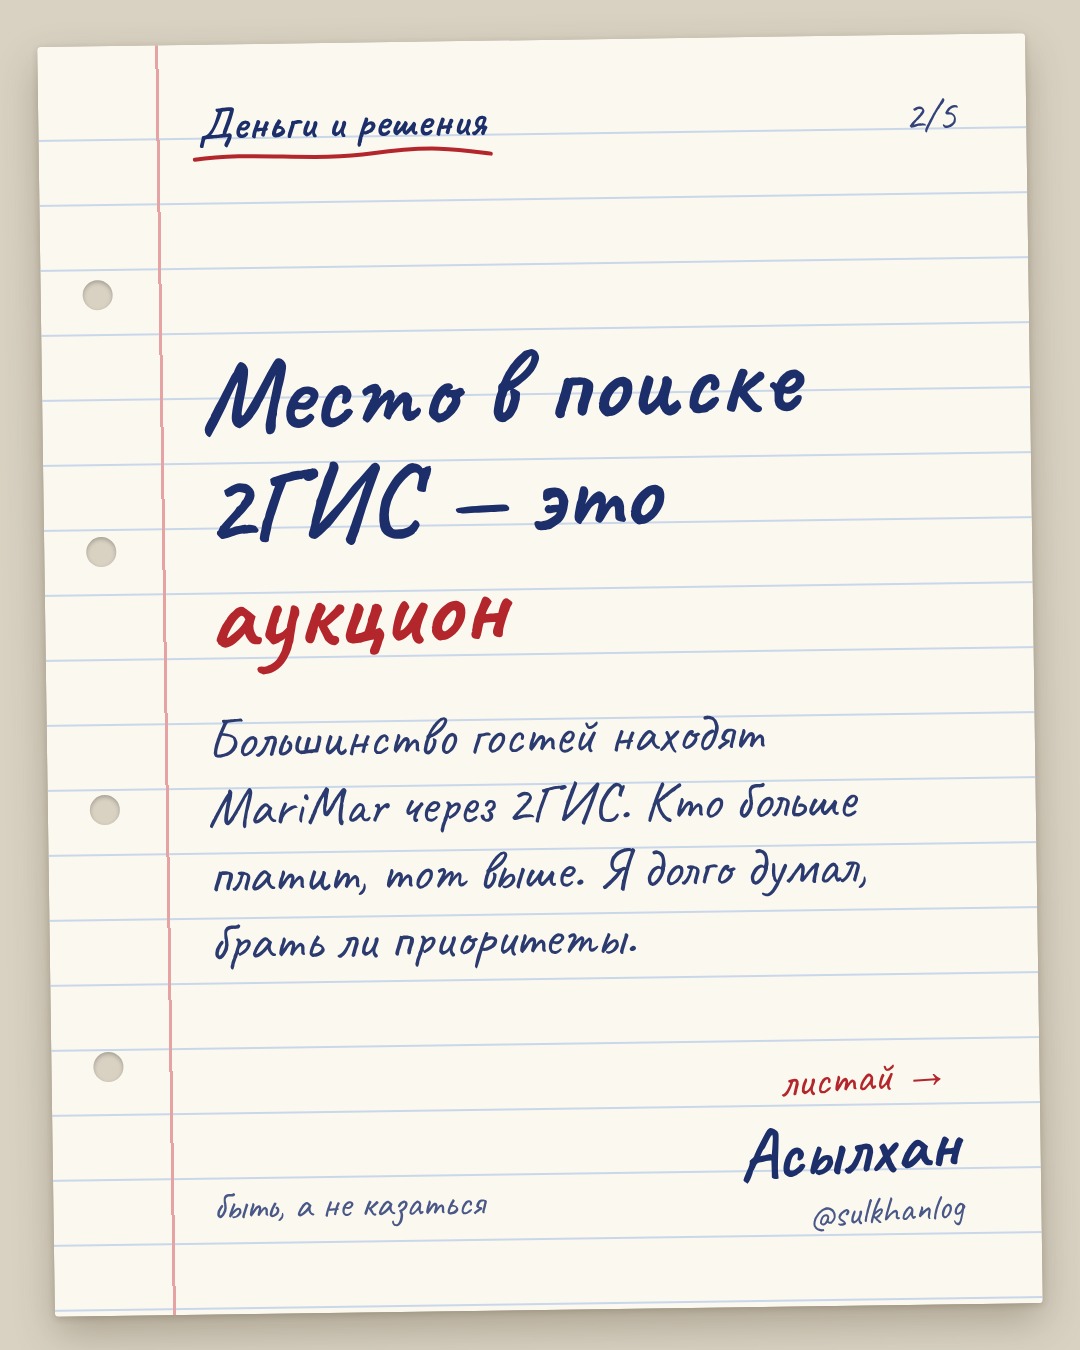 Деньги и решения
2/5
Место в поиске
2ГИС — это
аукцион
Большинство гостей находят
MariMar через 2ГИС. Кто больше
платит, тот выше. Я долго думал,
брать ли приоритеты.
листай →
Асылхан
быть, а не казаться
@sulkhanlog